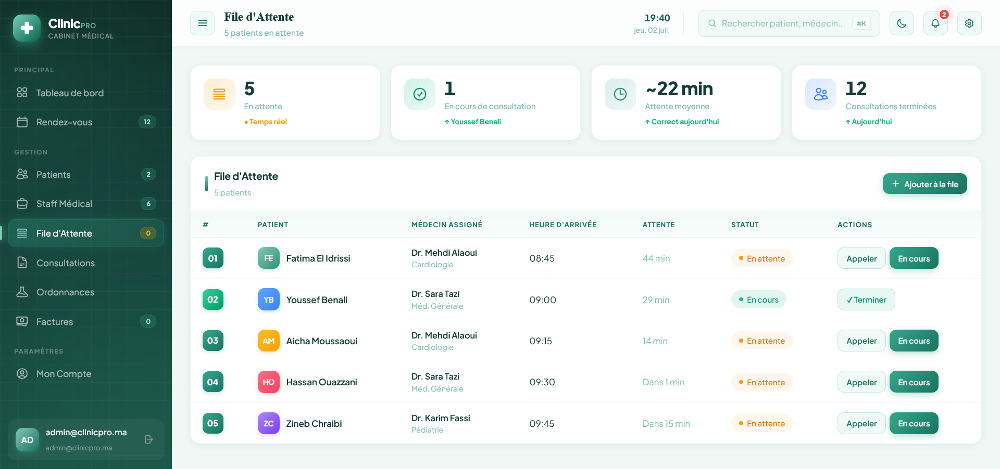 ClinicPRO
CABINET MÉDICAL
PRINCIPAL
Tableau de bord
Rendez-vous 12
GESTION
Patients 2
Staff Médical 6
File d'Attente 0
Consultations
Ordonnances
Factures 0
PARAMÈTRES
Mon Compte
AD
admin@clinicpro.ma
admin@clinicpro.ma
File d'Attente
5 patients en attente
19:40
jeu. 02 juil.
Rechercher patient, médecin... ⌘K
2
5
En attente
● Temps réel
1
En cours de consultation
↑ Youssef Benali
~22 min
Attente moyenne
↑ Correct aujourd'hui
12
Consultations terminées
↑ Aujourd'hui
File d'Attente
5 patients
+ Ajouter à la file
# PATIENT MÉDECIN ASSIGNÉ HEURE D'ARRIVÉE ATTENTE STATUT ACTIONS
01 FE Fatima El Idrissi Dr. Mehdi Alaoui 08:45 44 min En attente Appeler En cours
Cardiologie
02 YB Youssef Benali Dr. Sara Tazi 09:00 29 min En cours ✓ Terminer
Méd. Générale
03 AM Aicha Moussaoui Dr. Mehdi Alaoui 09:15 14 min En attente Appeler En cours
Cardiologie
04 HO Hassan Ouazzani Dr. Sara Tazi 09:30 Dans 1 min En attente Appeler En cours
Méd. Générale
05 ZC Zineb Chraibi Dr. Karim Fassi 09:45 Dans 15 min En attente Appeler En cours
Pédiatrie